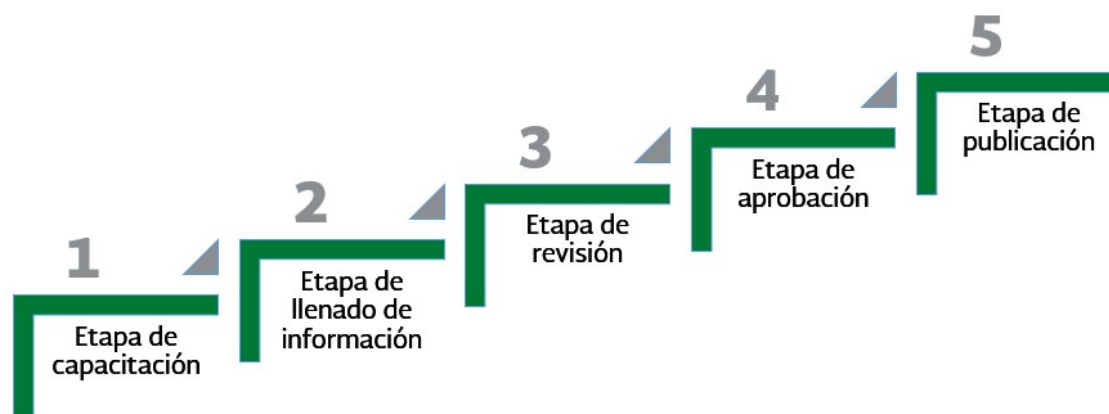 1
Etapa de
capacitación
2
Etapa de
llenado de
información
3
Etapa de
revisión
4
Etapa de
aprobación
5
Etapa de
publicación